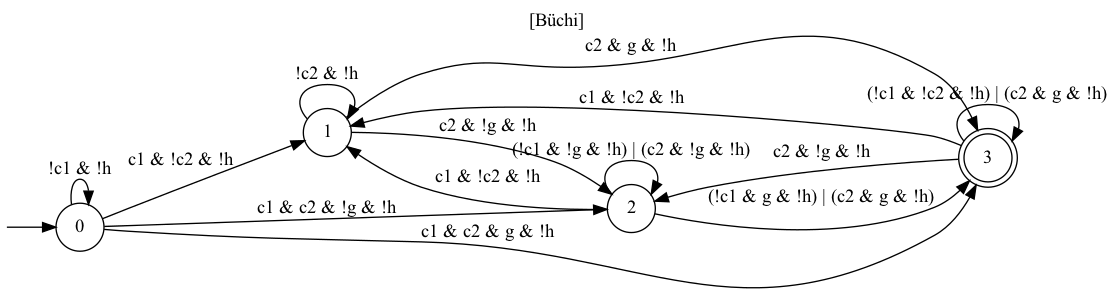 [Büchi]
c2 & g & !h
!c2 & !h
(!c1 & !c2 & !h) | (c2 & g & !h)
c1 & !c2 & !h
c2 & !g & !h
1
(!c1 & !g & !h) | (c2 & !g & !h)
c2 & !g & !h
3
!c1 & !h
c1 & !c2 & !h
c1 & !c2 & !h
(!c1 & g & !h) | (c2 & g & !h)
2
c1 & c2 & !g & !h
0
c1 & c2 & g & !h